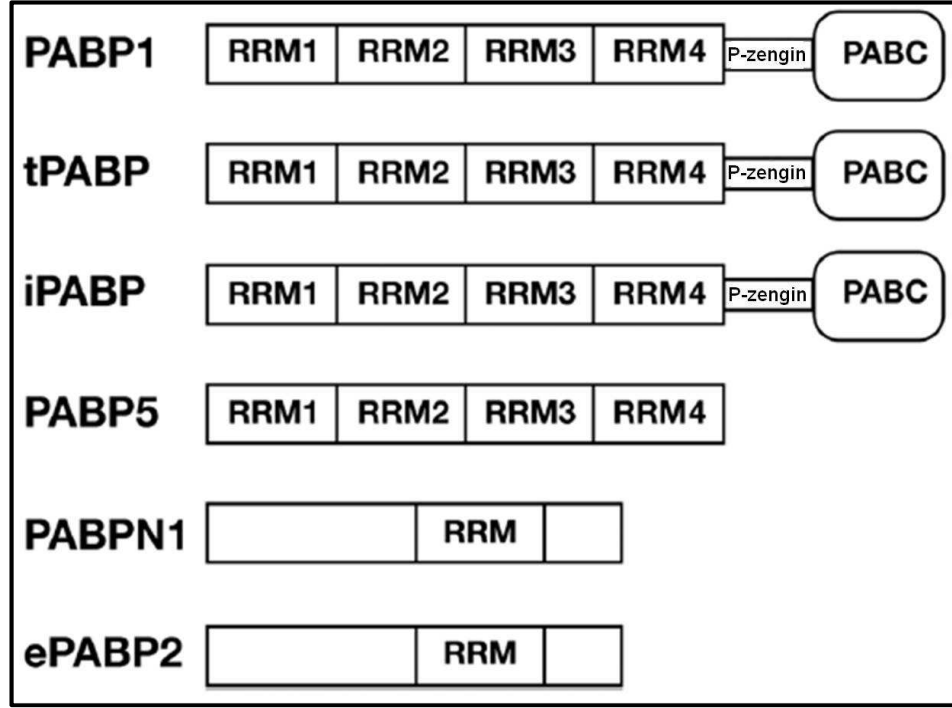 PABP1 RRM1 RRM2 RRM3 RRM4 P-zengin PABC
tPABP RRM1 RRM2 RRM3 RRM4 P-zengin PABC
iPABP RRM1 RRM2 RRM3 RRM4 P-zengin PABC
PABP5 RRM1 RRM2 RRM3 RRM4
PABPN1 RRM
ePABP2 RRM